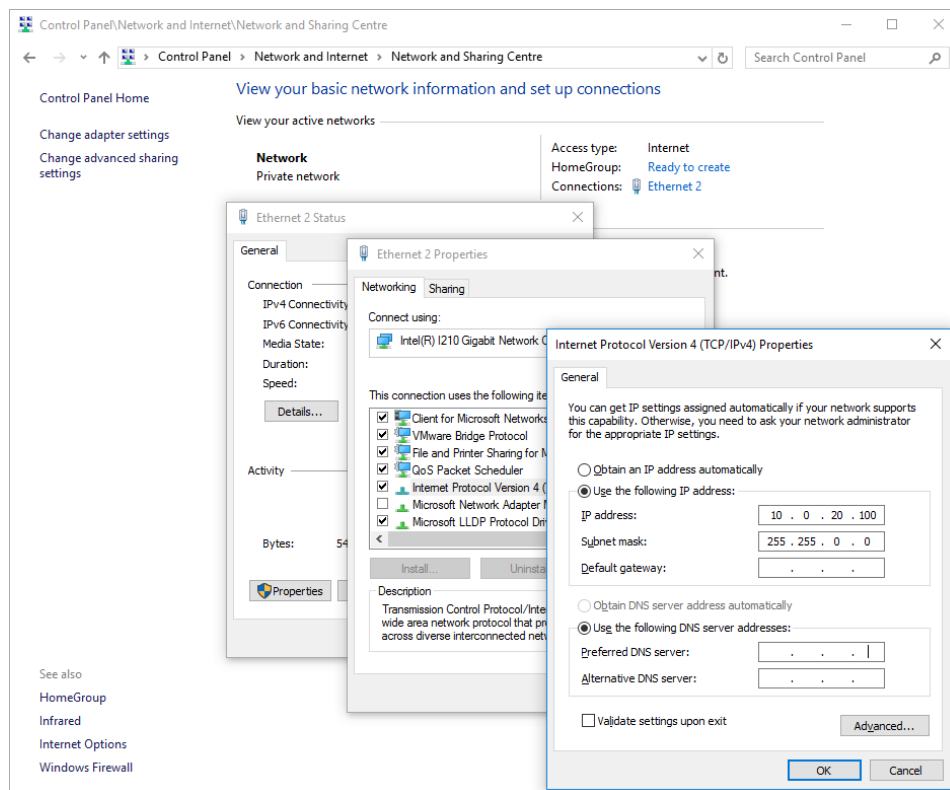 Control Panel\Network and Internet\Network and Sharing Centre
Control Panel › Network and Internet › Network and Sharing Centre
Search Control Panel
Control Panel Home
Change adapter settings
Change advanced sharing
settings
View your basic network information and set up connections
View your active networks
Network
Private network
Access type: Internet
HomeGroup: Ready to create
Connections: Ethernet 2
nt.
Ethernet 2 Status
General
Connection
IPv4 Connectivity
IPv6 Connectivity
Media State:
Duration:
Speed:
Details...
Activity
Bytes: 54
Properties
Ethernet 2 Properties
Networking
Sharing
Connect using:
Intel(R) I210 Gigabit Network C
This connection uses the following ite
Client for Microsoft Networks
VMware Bridge Protocol
File and Printer Sharing for M
QoS Packet Scheduler
Internet Protocol Version 4 (
Microsoft Network Adapter M
Microsoft LLDP Protocol Dri
Install...
Uninsta
Description
Transmission Control Protocol/Inte
wide area network protocol that pr
across diverse interconnected netw
Internet Protocol Version 4 (TCP/IPv4) Properties
General
You can get IP settings assigned automatically if your network supports
this capability. Otherwise, you need to ask your network administrator
for the appropriate IP settings.
Obtain an IP address automatically
Use the following IP address:
IP address: 10 . 0 . 20 . 100
Subnet mask: 255 . 255 . 0 . 0
Default gateway: . . .
Obtain DNS server address automatically
Use the following DNS server addresses:
Preferred DNS server: . . .
Alternative DNS server: . . .
Validate settings upon exit
Advanced...
OK
Cancel
See also
HomeGroup
Infrared
Internet Options
Windows Firewall